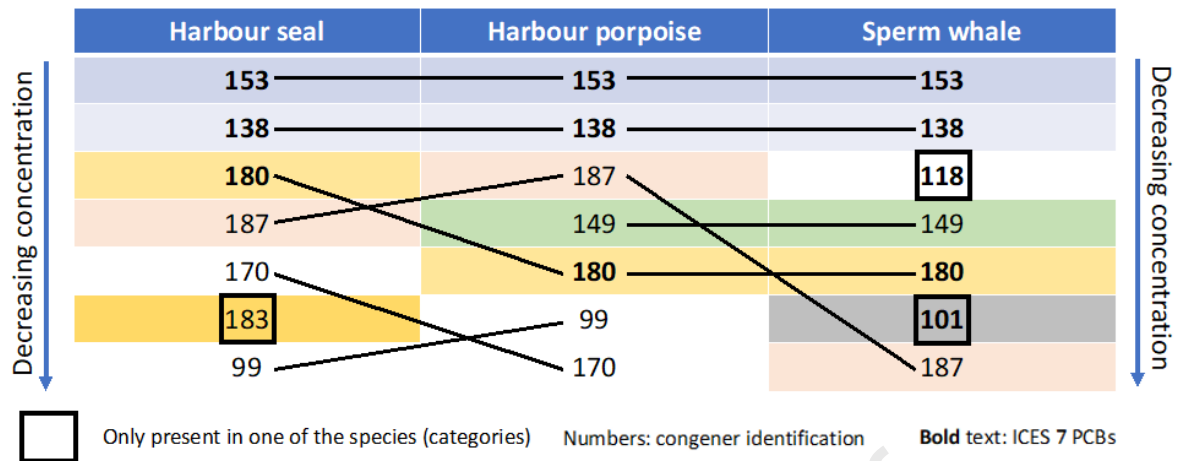 Harbour seal Harbour porpoise Sperm whale
153 153 153
138 138 138
180 187 118
187 149 149
170 180 180
183 99 101
99 170 187
Decreasing concentration
Decreasing concentration
Only present in one of the species (categories) Numbers: congener identification Bold text: ICES 7 PCBs